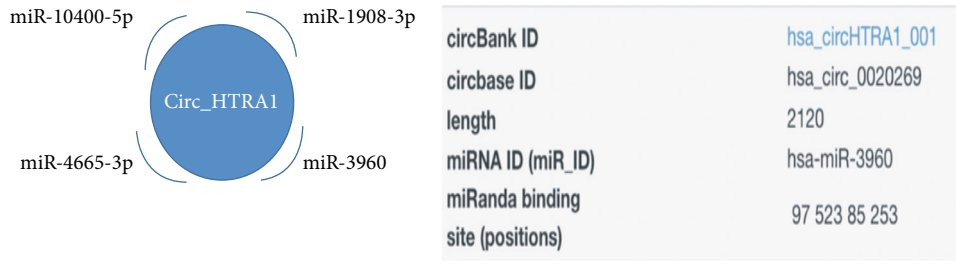 miR-10400-5p
miR-1908-3p
Circ_HTRA1
miR-4665-3p
miR-3960
circBank ID hsa_circHTRA1_001
circbase ID hsa_circ_0020269
length 2120
miRNA ID (miR_ID) hsa-miR-3960
miRanda binding
site (positions) 97 523 85 253